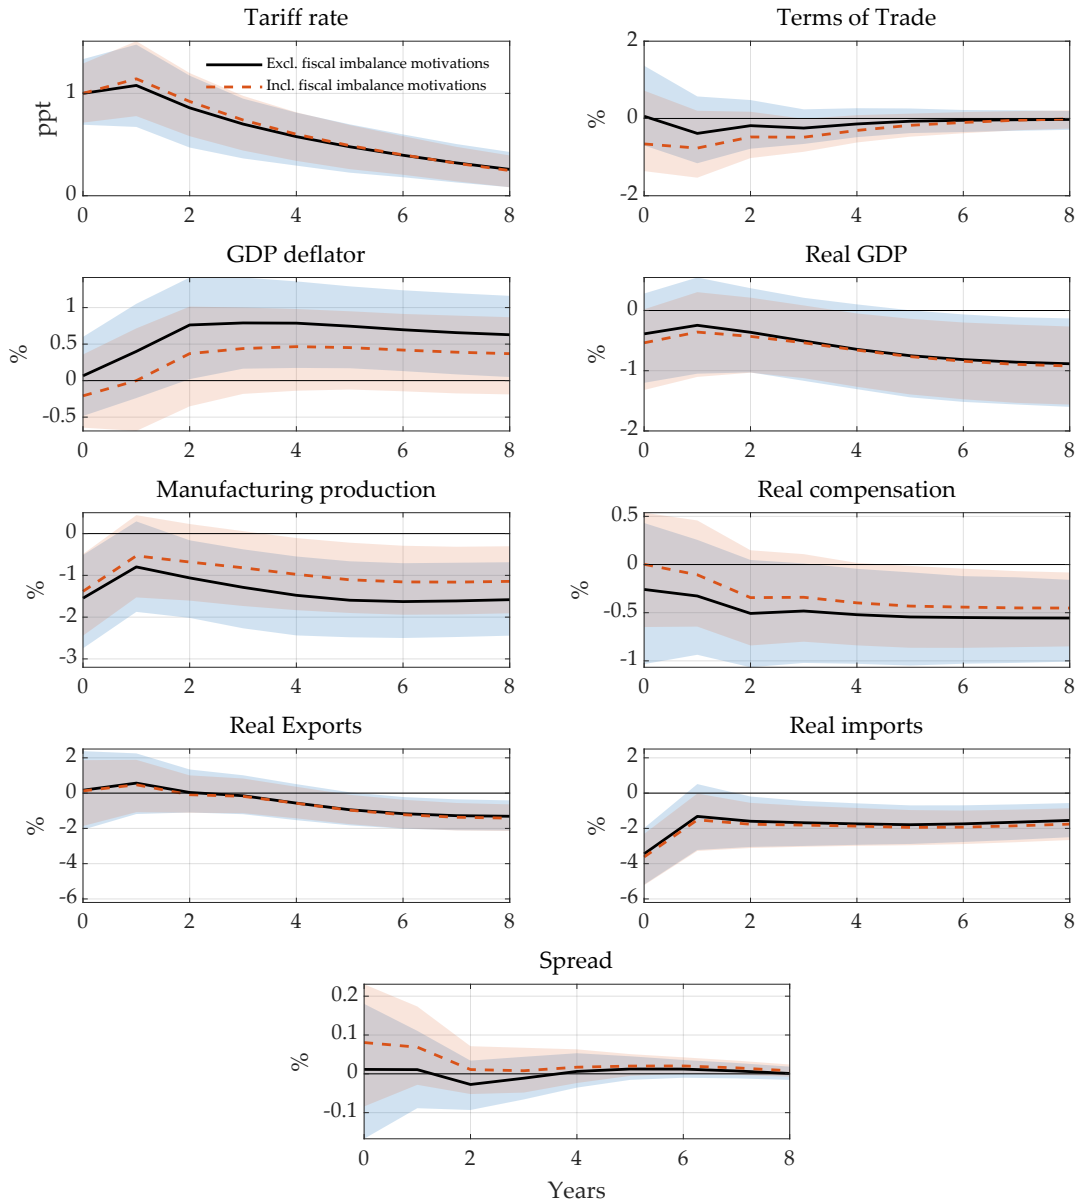 Tariff rate
Terms of Trade
Excl. fiscal imbalance motivations
Incl. fiscal imbalance motivations
ppt
1
0
0 2 4 6 8
%
2
0
-2
0 2 4 6 8
GDP deflator
Real GDP
%
1
0.5
0
-0.5
0 2 4 6 8
%
0
-1
-2
0 2 4 6 8
Manufacturing production
Real compensation
%
0
-1
-2
-3
0 2 4 6 8
%
0.5
0
-0.5
-1
0 2 4 6 8
Real Exports
Real imports
%
2
0
-2
-4
-6
0 2 4 6 8
%
2
0
-2
-4
-6
0 2 4 6 8
Spread
%
0.2
0.1
0
-0.1
0 2 4 6 8
Years